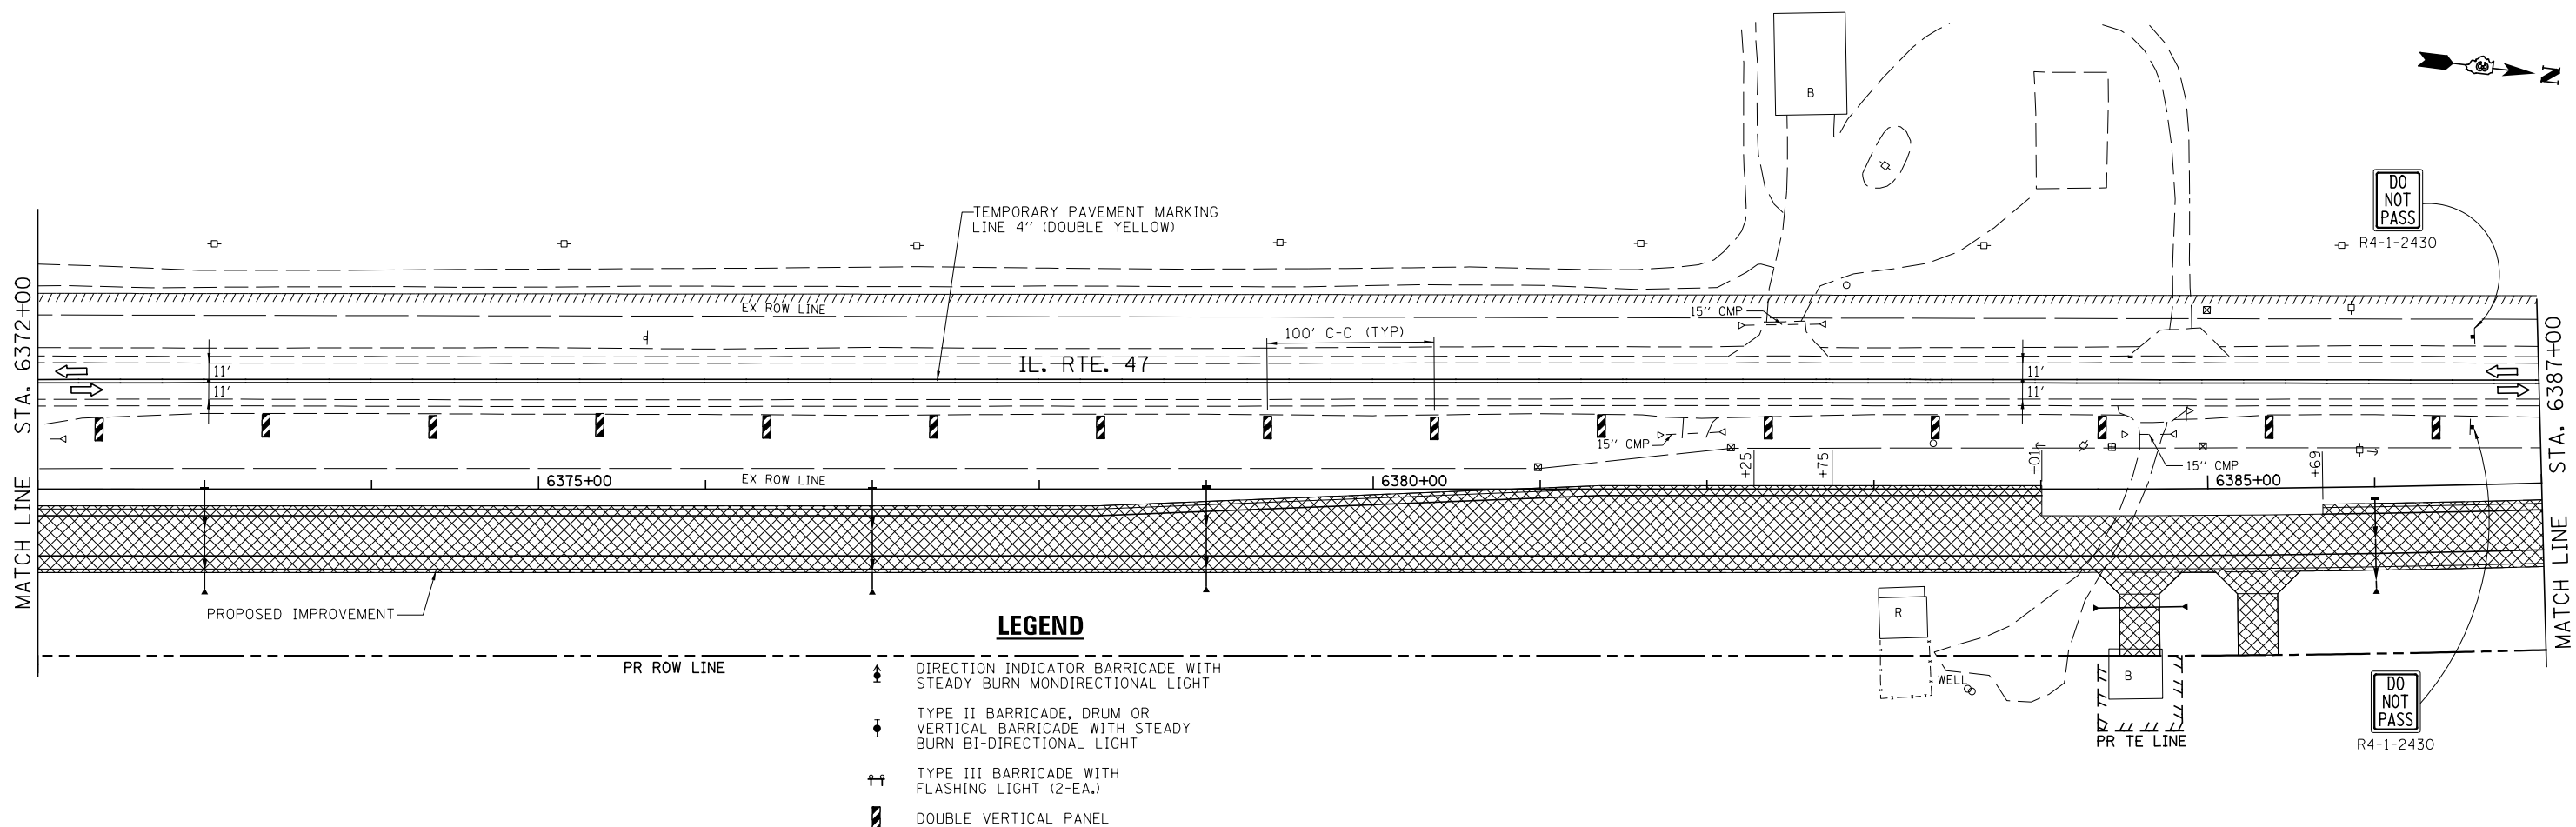 B
N
DO
NOT
PASS
R4-1-2430
TEMPORARY PAVEMENT MARKING
LINE 4" (DOUBLE YELLOW)
EX ROW LINE
15" CMP
100' C-C (TYP)
IL. RTE. 47
11'
11'
11'
11'
MATCH LINE STA. 6372+00
MATCH LINE STA. 6387+00
15" CMP
15" CMP
+25
+75
+01
+69
EX ROW LINE
6375+00
6380+00
6385+00
PROPOSED IMPROVEMENT
R
PR ROW LINE
WELL
B
PR TE LINE
DO
NOT
PASS
R4-1-2430
LEGEND
DIRECTION INDICATOR BARRICADE WITH
STEADY BURN MONDIRECTIONAL LIGHT
TYPE II BARRICADE, DRUM OR
VERTICAL BARRICADE WITH STEADY
BURN BI-DIRECTIONAL LIGHT
TYPE III BARRICADE WITH
FLASHING LIGHT (2-EA.)
DOUBLE VERTICAL PANEL